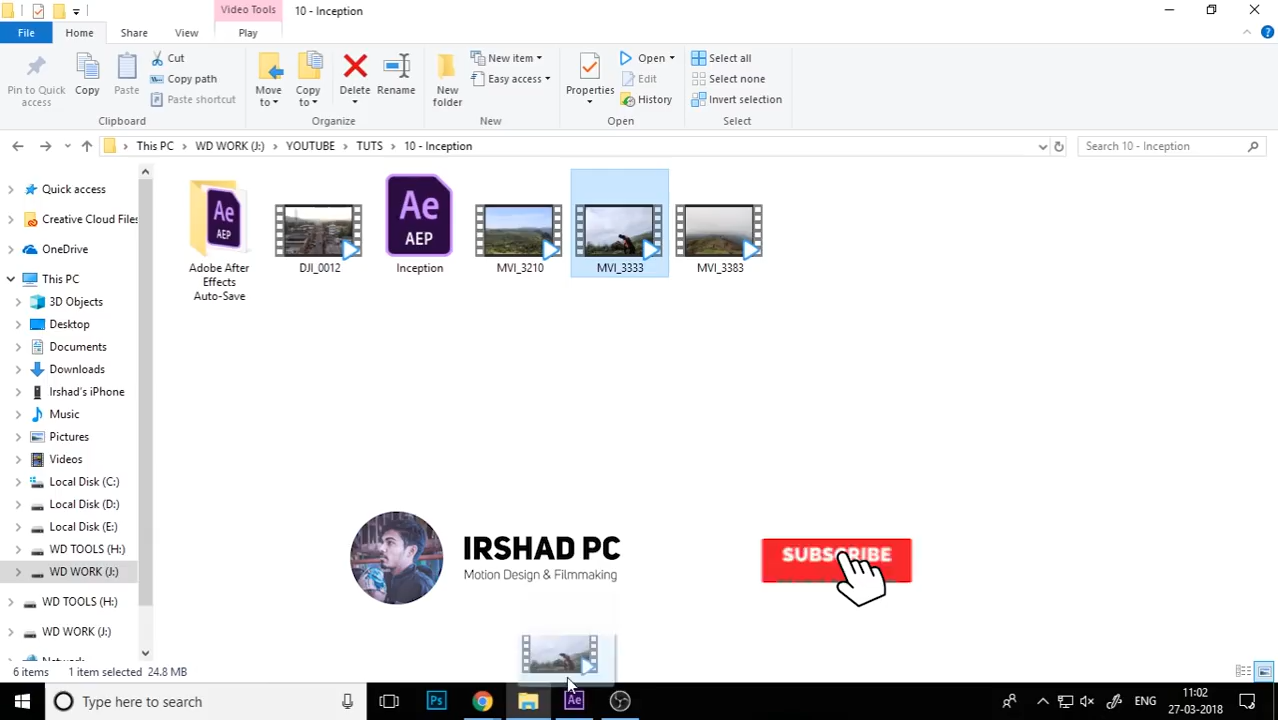 Video Tools
10 - Inception
File
Home
Share
View
Play
Pin to Quick access
Copy
Paste
Cut
Copy path
Paste shortcut
Clipboard
Move to
Copy to
Delete
Rename
Organize
New folder
New item
Easy access
New
Properties
Open
Edit
History
Open
Select all
Select none
Invert selection
Select
This PC
WD WORK (J:)
YOUTUBE
TUTS
10 - Inception
Search 10 - Inception
Quick access
Creative Cloud Files
OneDrive
This PC
3D Objects
Desktop
Documents
Downloads
Irshad's iPhone
Music
Pictures
Videos
Local Disk (C:)
Local Disk (D:)
Local Disk (E:)
WD TOOLS (H:)
WD WORK (J:)
WD TOOLS (H:)
WD WORK (J:)
Ae
AEP
Adobe After
Effects
Auto-Save
DJI_0012
Ae
AEP
Inception
MVI_3210
MVI_3333
MVI_3383
IRSHAD PC
Motion Design & Filmmaking
SUBSCRIBE
6 items
1 item selected 24.8 MB
Type here to search
Ps
Ae
ENG
11:02
27-03-2018